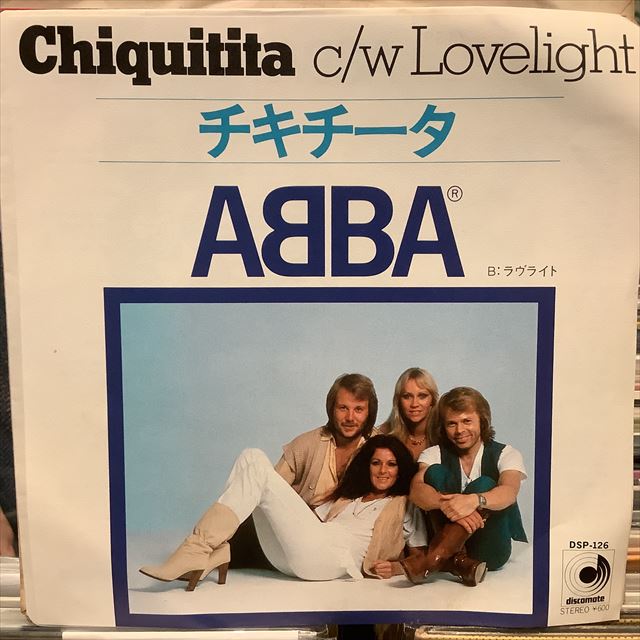 Chiquitita c/w Lovelight
チキチータ
ABBA®
B: ラヴライト
DSP-126
discomate
STEREO ¥600